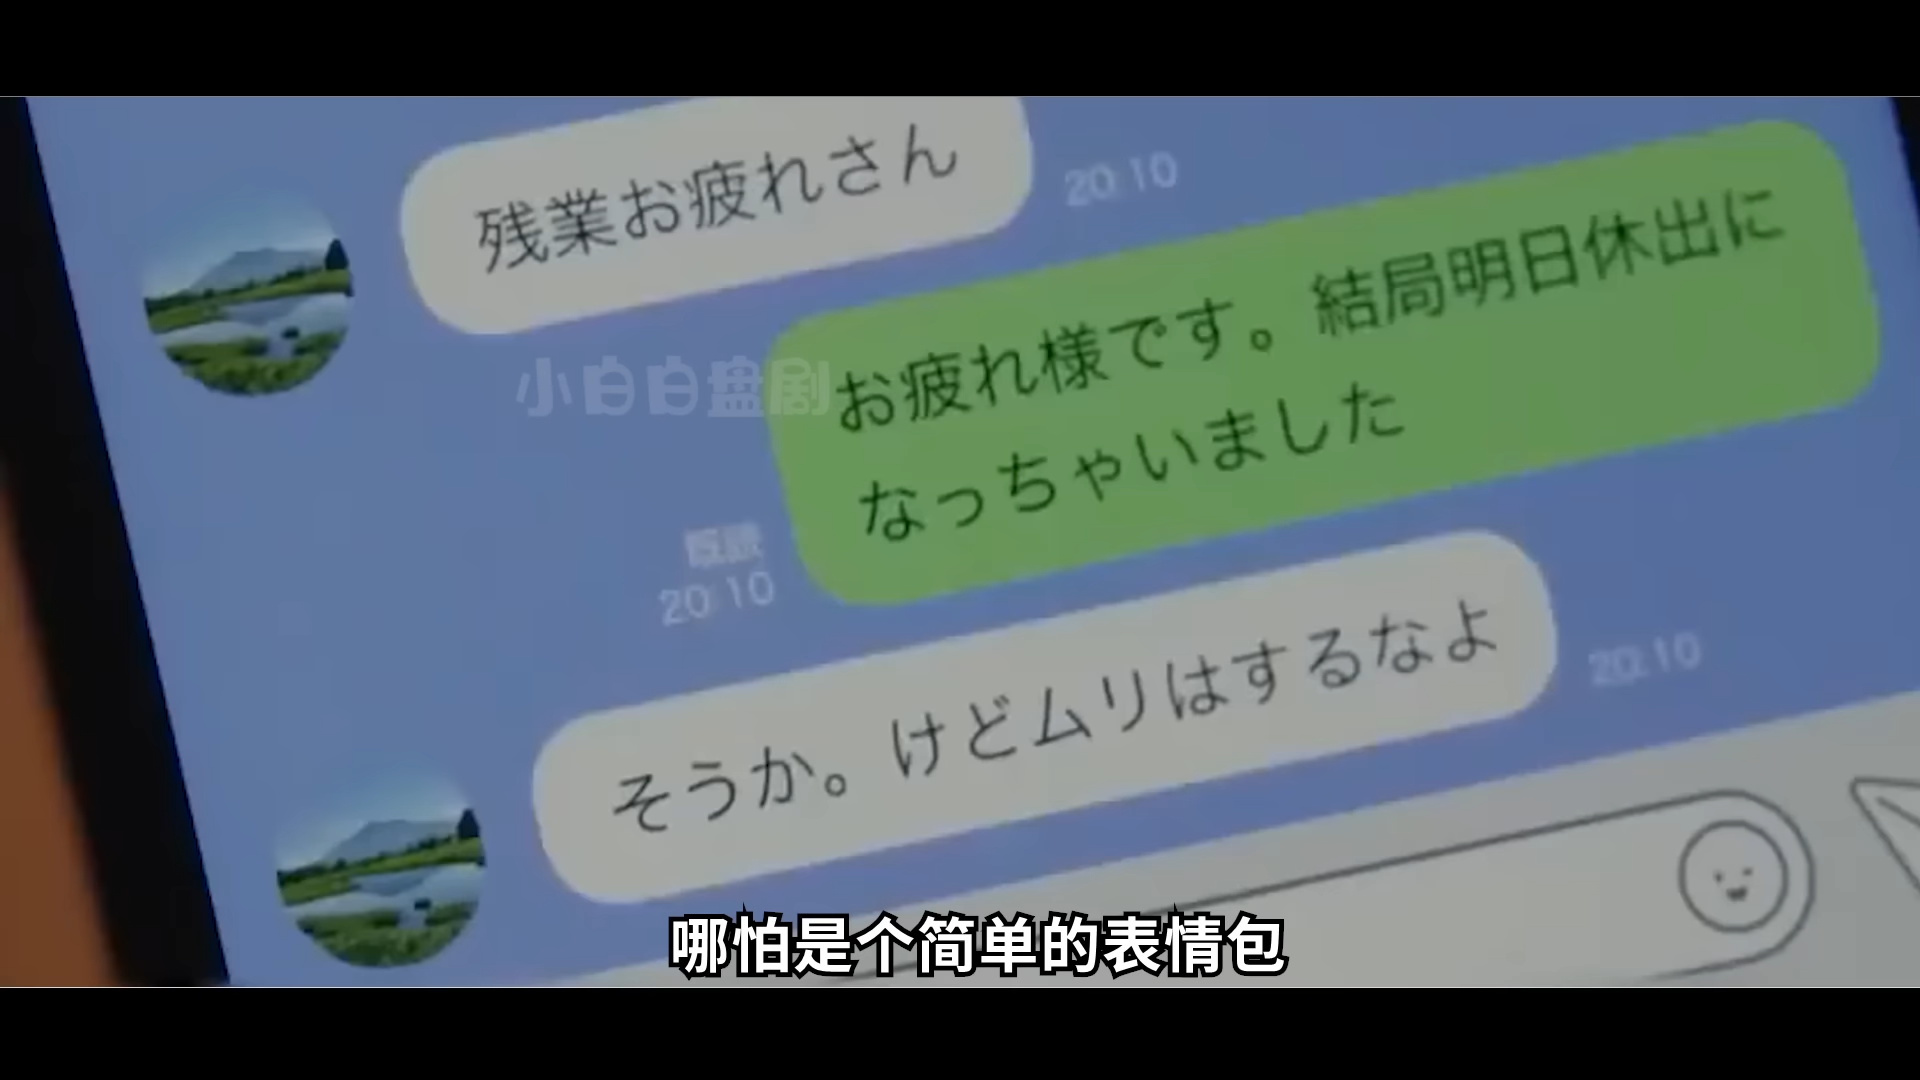 残業お疲れさん
20:10
お疲れ様です。結局明日休出に
なっちゃいました
既読
20:10
そうか。けどムリはするなよ
20:10
小白白盘剧
哪怕是个简单的表情包